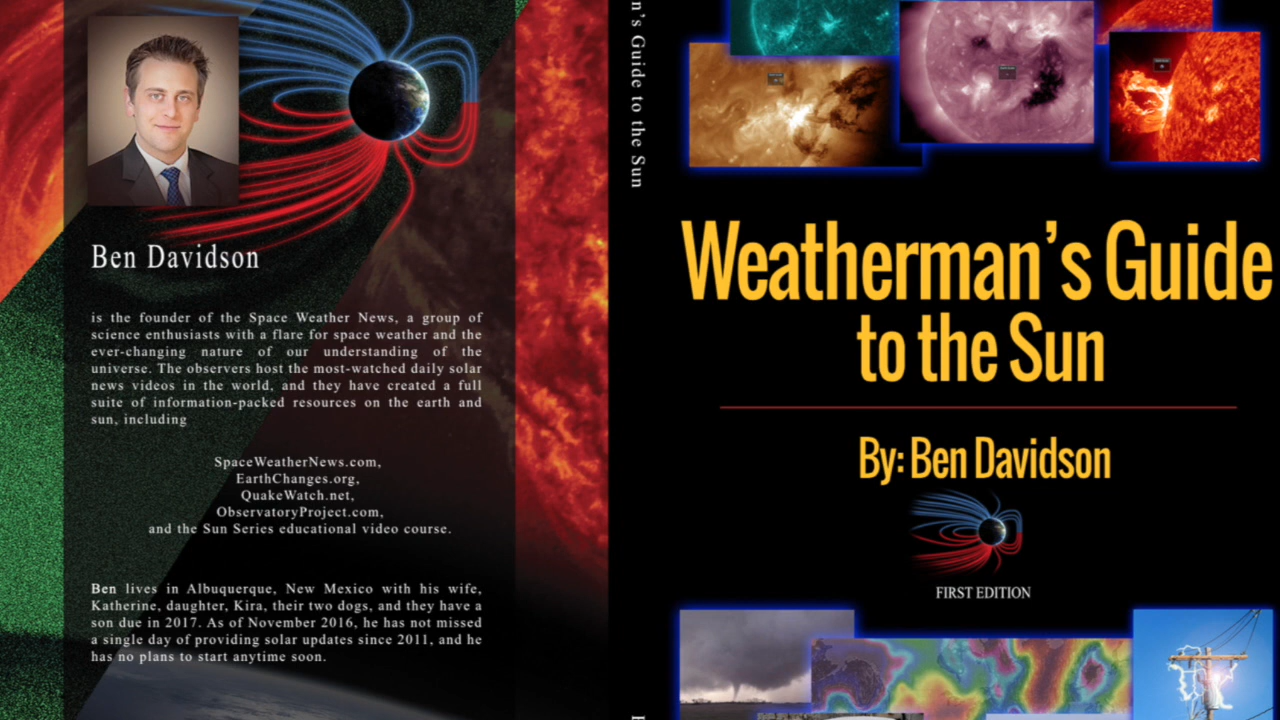 Ben Davidson
is the founder of the Space Weather News, a group of
science enthusiasts with a flare for space weather and the
ever-changing nature of our understanding of the
universe. The observers host the most-watched daily solar
news videos in the world, and they have created a full
suite of information-packed resources on the earth and
sun, including
SpaceWeatherNews.com,
EarthChanges.org,
QuakeWatch.net,
ObservatoryProject.com,
and the Sun Series educational video course.
Ben lives in Albuquerque, New Mexico with his wife,
Katherine, daughter, Kira, their two dogs, and they have a
son due in 2017. As of November 2016, he has not missed
a single day of providing solar updates since 2011, and he
has no plans to start anytime soon.
n's Guide to the Sun
Weatherman's Guide
to the Sun
By: Ben Davidson
FIRST EDITION